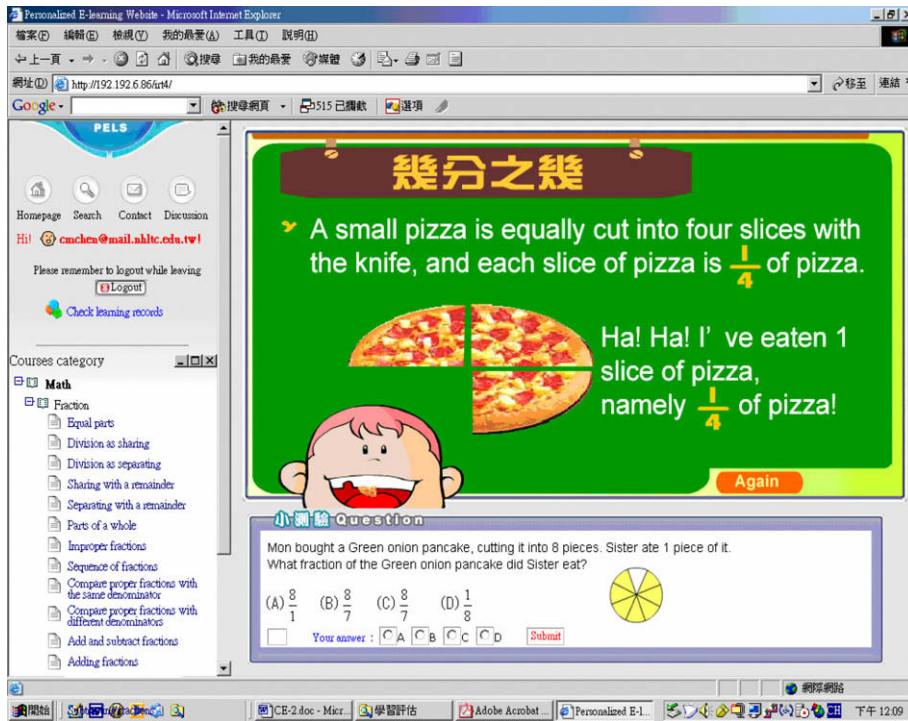 Personalized E-learning Website - Microsoft Internet Explorer
檔案(F) 編輯(E) 檢視(V) 我的最愛(A) 工具(T) 說明(H)
上一頁 搜尋 我的最愛 媒體
網址(D) http://192.192.6.86/irt4/ 移至 連結
Google 搜尋網頁 515 已攔截 選項
PELS
Homepage Search Contact Discussion
Hi! cmchen@mail.nhltc.edu.tw!
Please remember to logout while leaving
Logout
Check learning records
Courses category
Math
Fraction
Equal parts
Division as sharing
Division as separating
Sharing with a remainder
Separating with a remainder
Parts of a whole
Improper fractions
Sequence of fractions
Compare proper fractions with
the same denominator
Compare proper fractions with
different denominators
Add and subtract fractions
Adding fractions
幾分之幾
A small pizza is equally cut into four slices with
the knife, and each slice of pizza is 1/4 of pizza.
Ha! Ha! I' ve eaten 1
slice of pizza,
namely 1/4 of pizza!
Again
小測驗 Question
Mon bought a Green onion pancake, cutting it into 8 pieces. Sister ate 1 piece of it.
What fraction of the Green onion pancake did Sister eat?
(A) 8/1 (B) 8/7 (C) 8/7 (D) 1/8
Your answer : A B C D Submit
網際網路
開始 CE-2.doc - Micr... 學習評估 Adobe Acrobat ... Personalized E-l... CH 下午 12:09